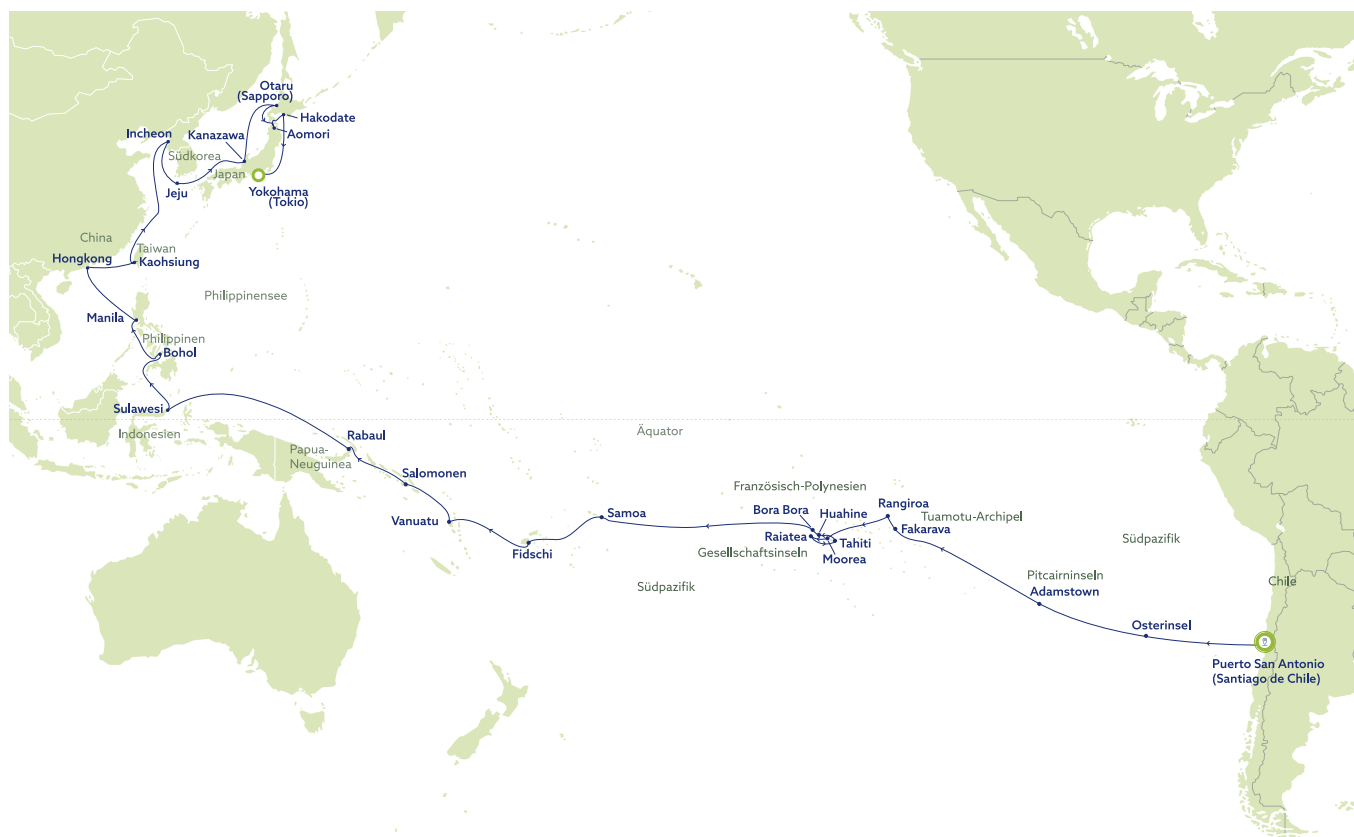 Otaru
(Sapporo)
Hakodate
Aomori
Incheon
Kanazawa
Südkorea
Japan
Jeju
Yokohama
(Tokio)
China
Taiwan
Hongkong
Kaohsiung
Philippinensee
Manila
Philippinen
Bohol
Sulawesi
Indonesien
Äquator
Rabaul
Papua-
Neuguinea
Salomonen
Vanuatu
Fidschi
Samoa
Französisch-Polynesien
Bora Bora
Huahine
Rangiroa
Tuamotu-Archipel
Fakarava
Raiatea
Tahiti
Gesellschaftsinseln
Moorea
Südpazifik
Südpazifik
Pitcairninseln
Adamstown
Chile
Osterinsel
Puerto San Antonio
(Santiago de Chile)